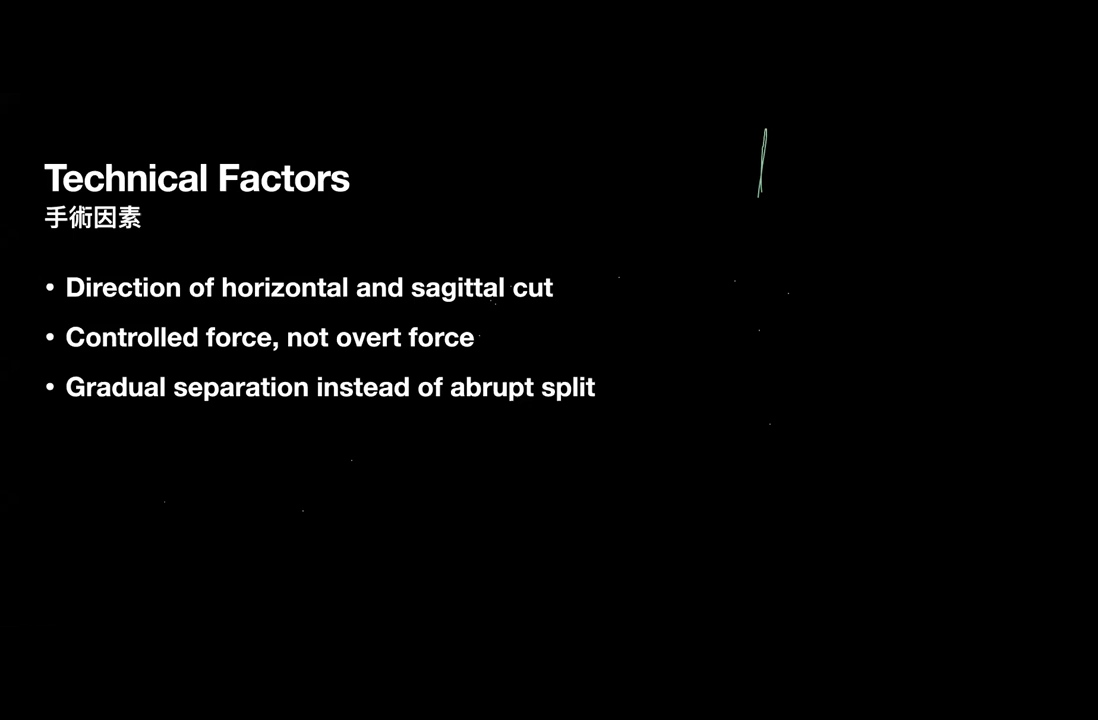 Technical Factors
手術因素
• Direction of horizontal and sagittal cut
• Controlled force, not overt force
• Gradual separation instead of abrupt split